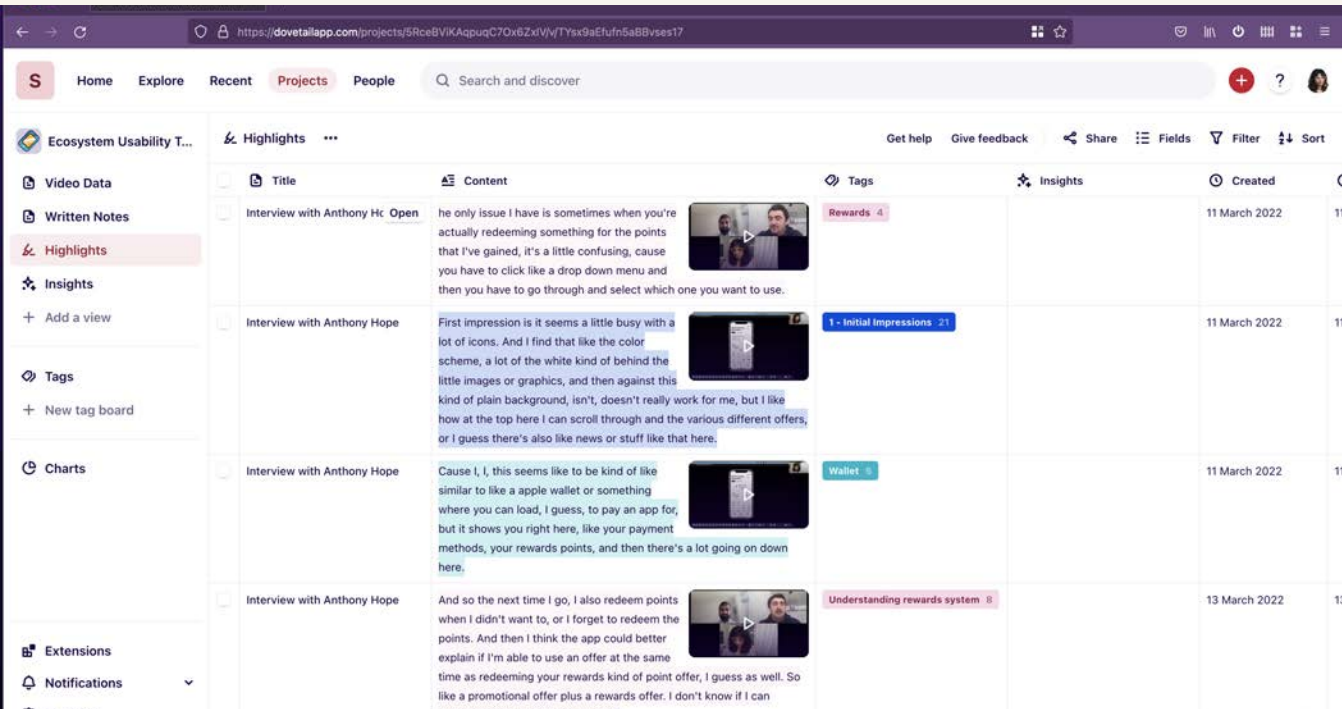 https://dovetailapp.com/projects/5RceBViKAqpuqC7Ox6ZxIV/v/TYsx9aEfufn5aBBvses17
S
Home
Explore
Recent
Projects
People
Search and discover
?
Ecosystem Usability T...
Video Data
Written Notes
Highlights
Insights
+ Add a view
Tags
+ New tag board
Charts
Extensions
Notifications
Highlights
Get help
Give feedback
Share
Fields
Filter
Sort
Title
Content
Tags
Insights
Created
Interview with Anthony Hc Open
he only issue I have is sometimes when you're
actually redeeming something for the points
that I've gained, it's a little confusing, cause
you have to click like a drop down menu and
then you have to go through and select which one you want to use.
Rewards 4
11 March 2022
Interview with Anthony Hope
First impression is it seems a little busy with a
lot of icons. And I find that like the color
scheme, a lot of the white kind of behind the
little images or graphics, and then against this
kind of plain background, isn't, doesn't really work for me, but I like
how at the top here I can scroll through and the various different offers,
or I guess there's also like news or stuff like that here.
1 - Initial Impressions 21
11 March 2022
Interview with Anthony Hope
Cause I, I, this seems like to be kind of like
similar to like a apple wallet or something
where you can load, I guess, to pay an app for,
but it shows you right here, like your payment
methods, your rewards points, and then there's a lot going on down
here.
Wallet
11 March 2022
Interview with Anthony Hope
And so the next time I go, I also redeem points
when I didn't want to, or I forget to redeem the
points. And then I think the app could better
explain if I'm able to use an offer at the same
time as redeeming your rewards kind of point offer, I guess as well. So
like a promotional offer plus a rewards offer. I don't know if I can
Understanding rewards system 8
13 March 2022